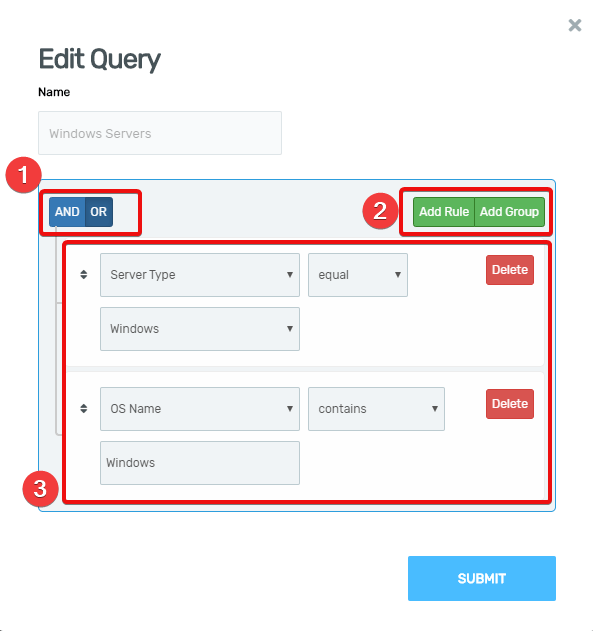 ×
Edit Query
Name
Windows Servers
1
AND OR
2
Add Rule Add Group
Server Type equal Delete
Windows
OS Name contains Delete
Windows
3
SUBMIT